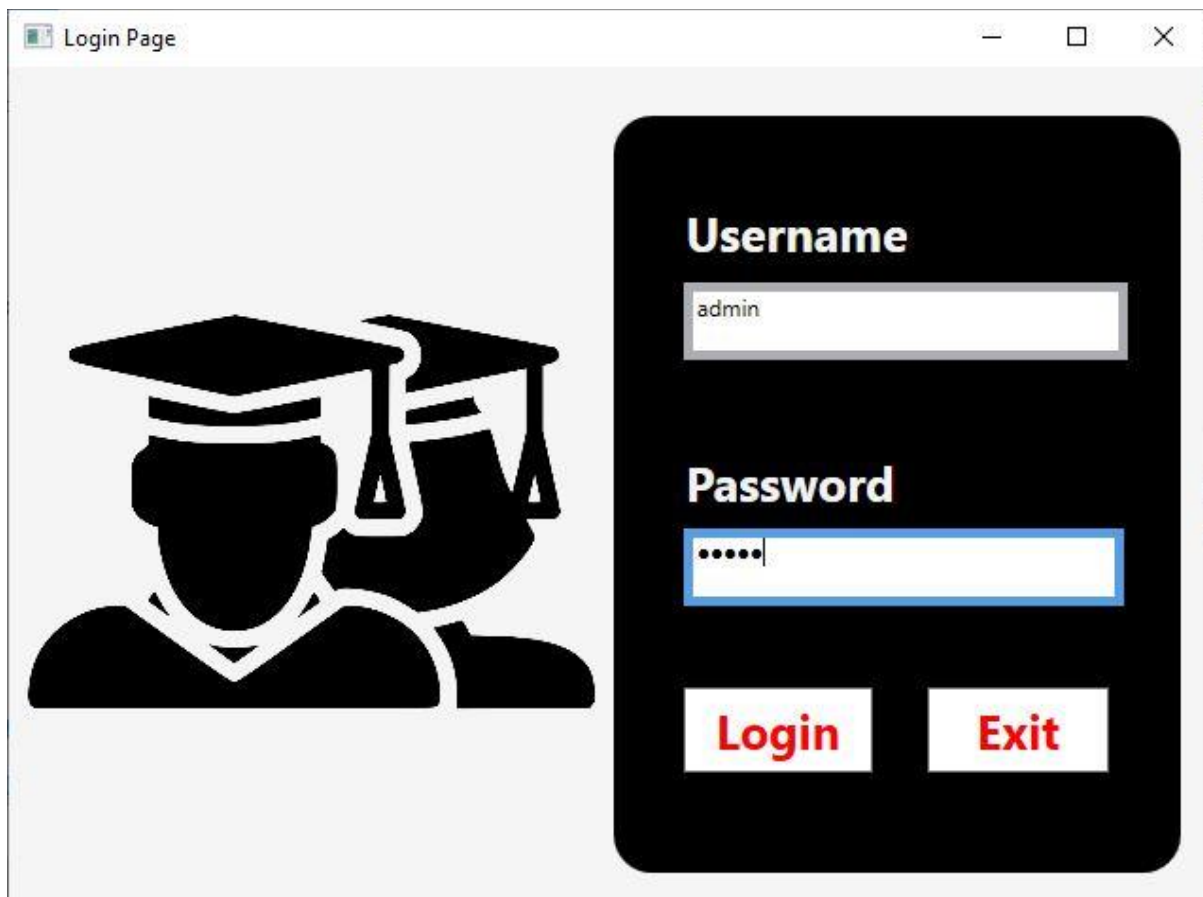 Login Page
Username
admin
Password
•••••
Login Exit